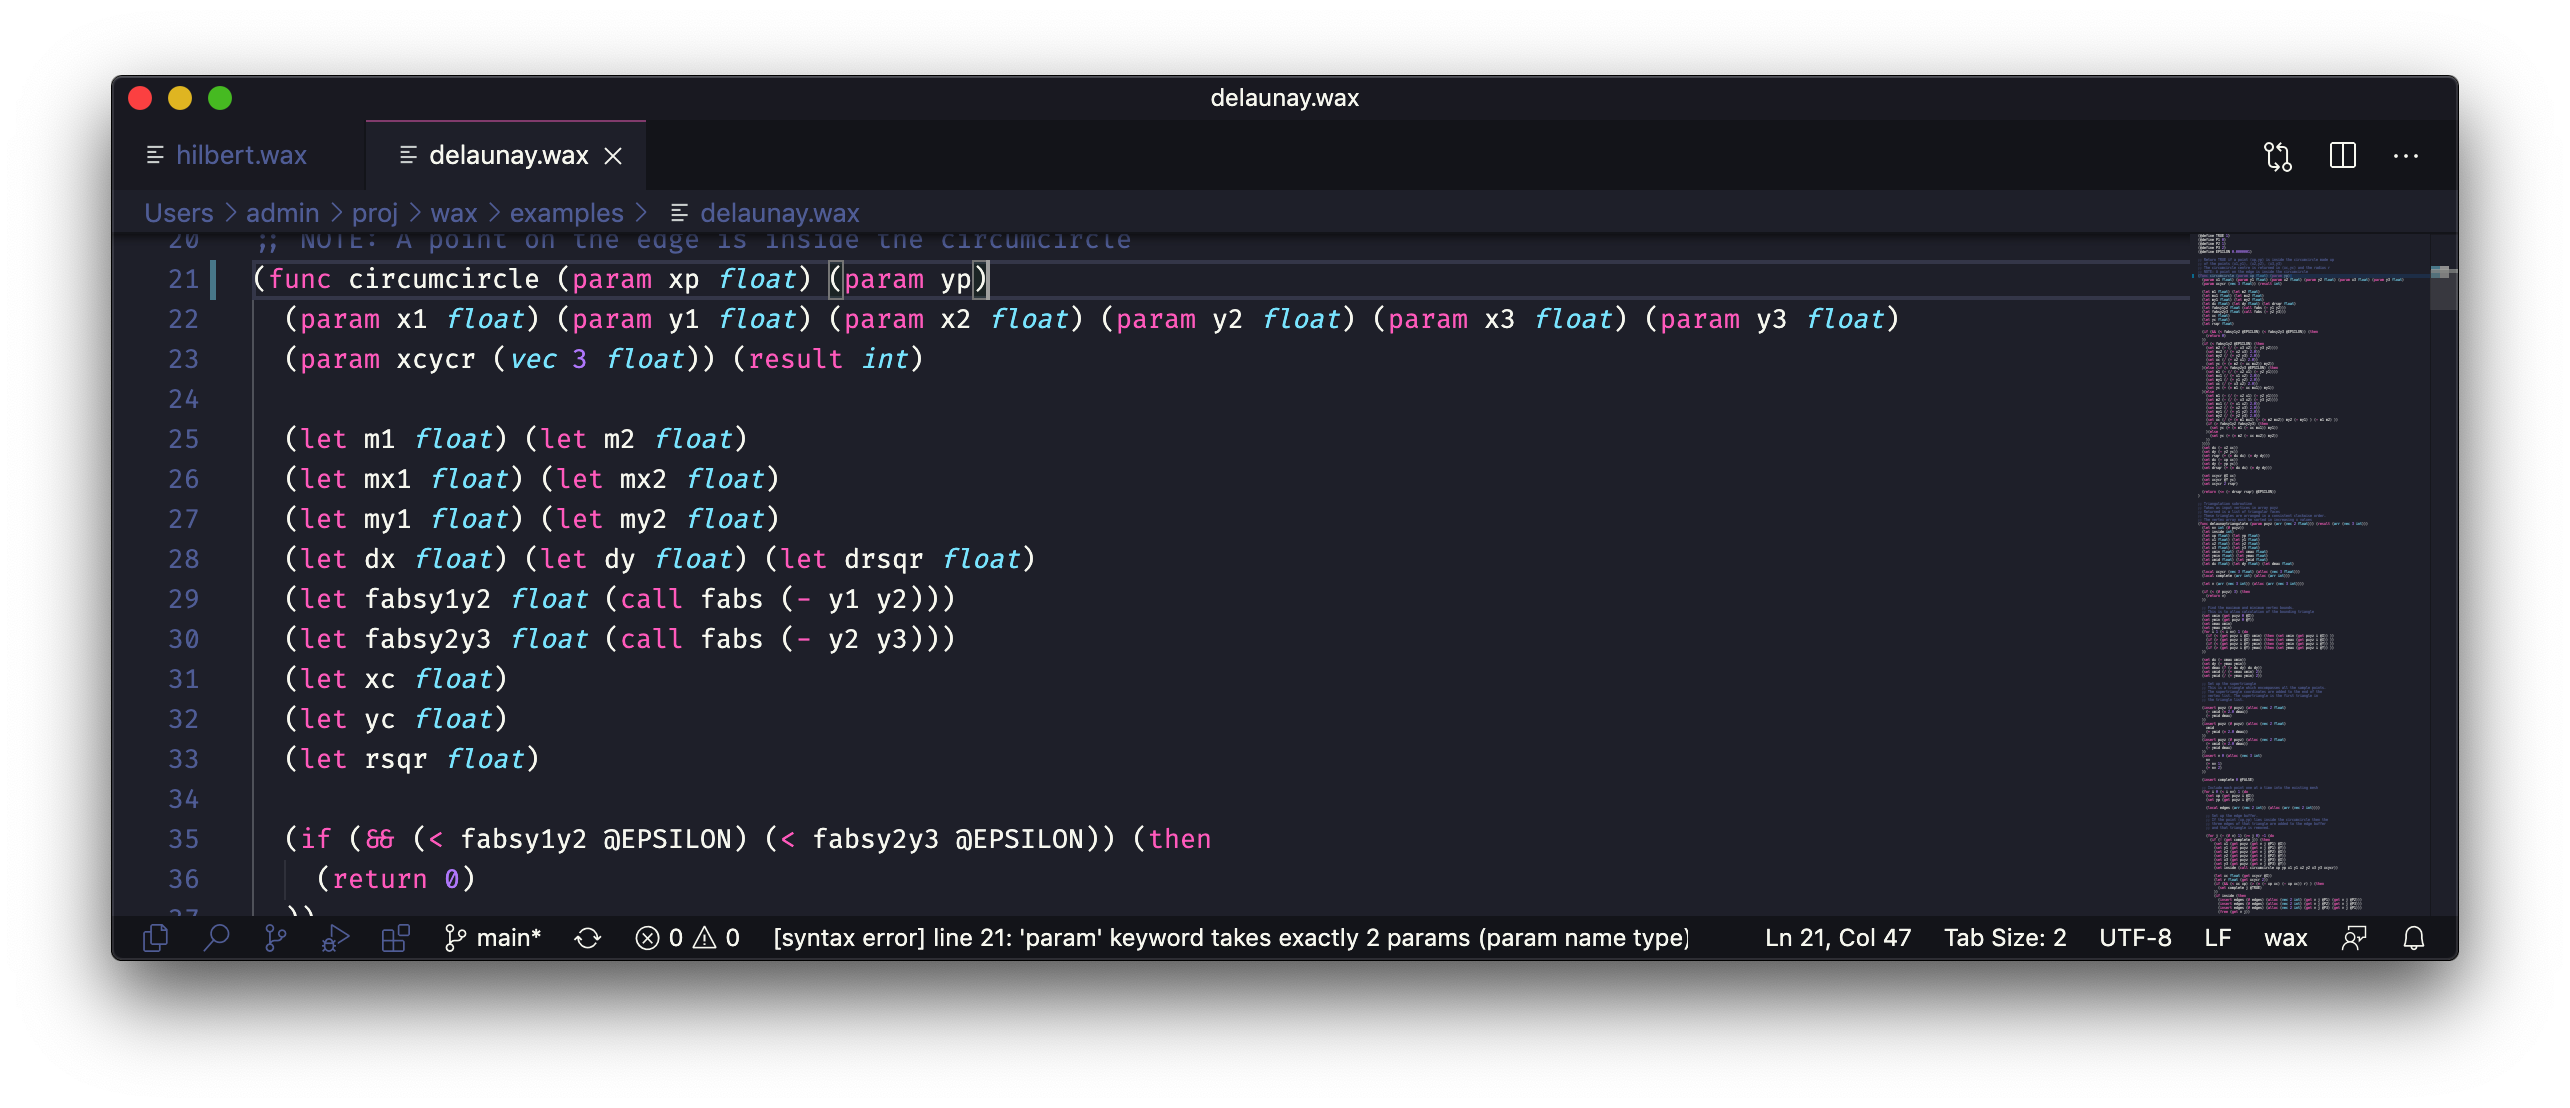 delaunay.wax
hilbert.wax
delaunay.wax
Users > admin > proj > wax > examples > delaunay.wax
20 ;; NOTE: A point on the edge is inside the circumcircle
21 (func circumcircle (param xp float) (param yp)
22 (param x1 float) (param y1 float) (param x2 float) (param y2 float) (param x3 float) (param y3 float)
23 (param xcycr (vec 3 float)) (result int)
24
25 (let m1 float) (let m2 float)
26 (let mx1 float) (let mx2 float)
27 (let my1 float) (let my2 float)
28 (let dx float) (let dy float) (let drsqr float)
29 (let fabsy1y2 float (call fabs (- y1 y2)))
30 (let fabsy2y3 float (call fabs (- y2 y3)))
31 (let xc float)
32 (let yc float)
33 (let rsqr float)
34
35 (if (&& (< fabsy1y2 @EPSILON) (< fabsy2y3 @EPSILON)) (then
36 (return 0)
37 ))
main* 0 0 [syntax error] line 21: 'param' keyword takes exactly 2 params (param name type) Ln 21, Col 47 Tab Size: 2 UTF-8 LF wax